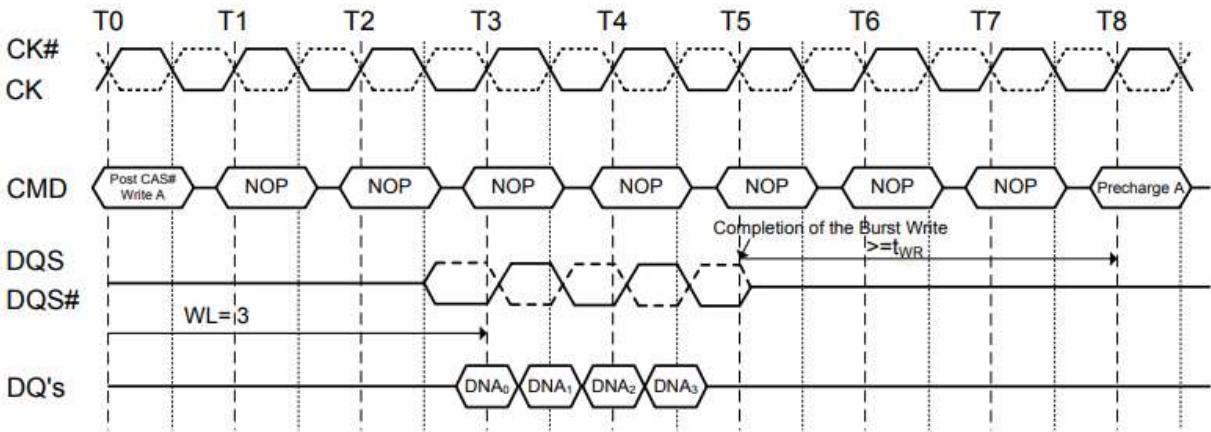 T0 T1 T2 T3 T4 T5 T6 T7 T8
CK#
CK
CMD Post CAS# Write A NOP NOP NOP NOP NOP NOP NOP Precharge A
Completion of the Burst Write
>=tWR
DQS
DQS#
WL= 3
DQ's DNA0 DNA1 DNA2 DNA3